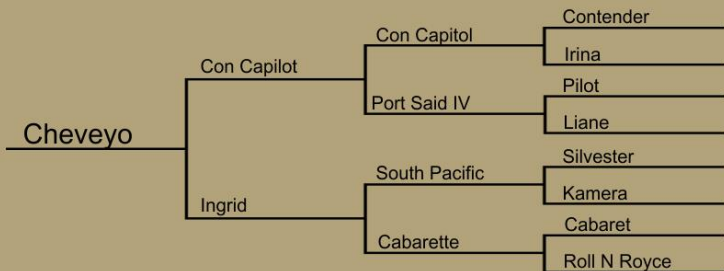 Cheveyo
Con Capilot
Ingrid
Con Capitol
Port Said IV
South Pacific
Cabarette
Contender
Irina
Pilot
Liane
Silvester
Kamera
Cabaret
Roll N Royce